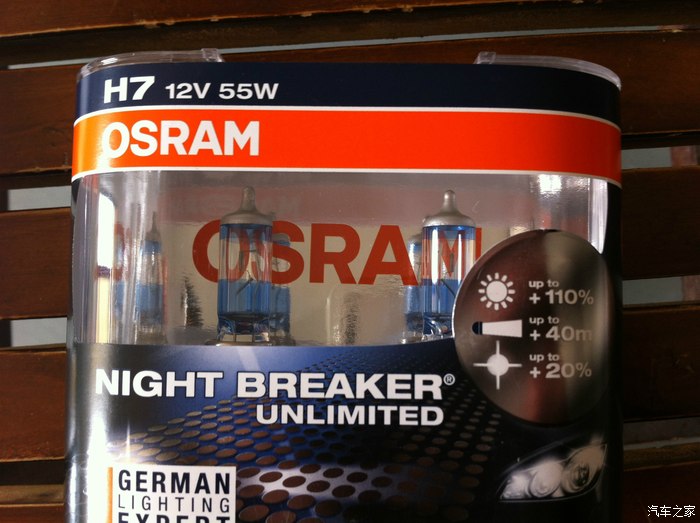 H7 12V 55W
OSRAM
OSRAM
up to
+ 110%
up to
+ 40m
up to
+ 20%
NIGHT BREAKER®
UNLIMITED
GERMAN
LIGHTING
EXPERT
汽车之家